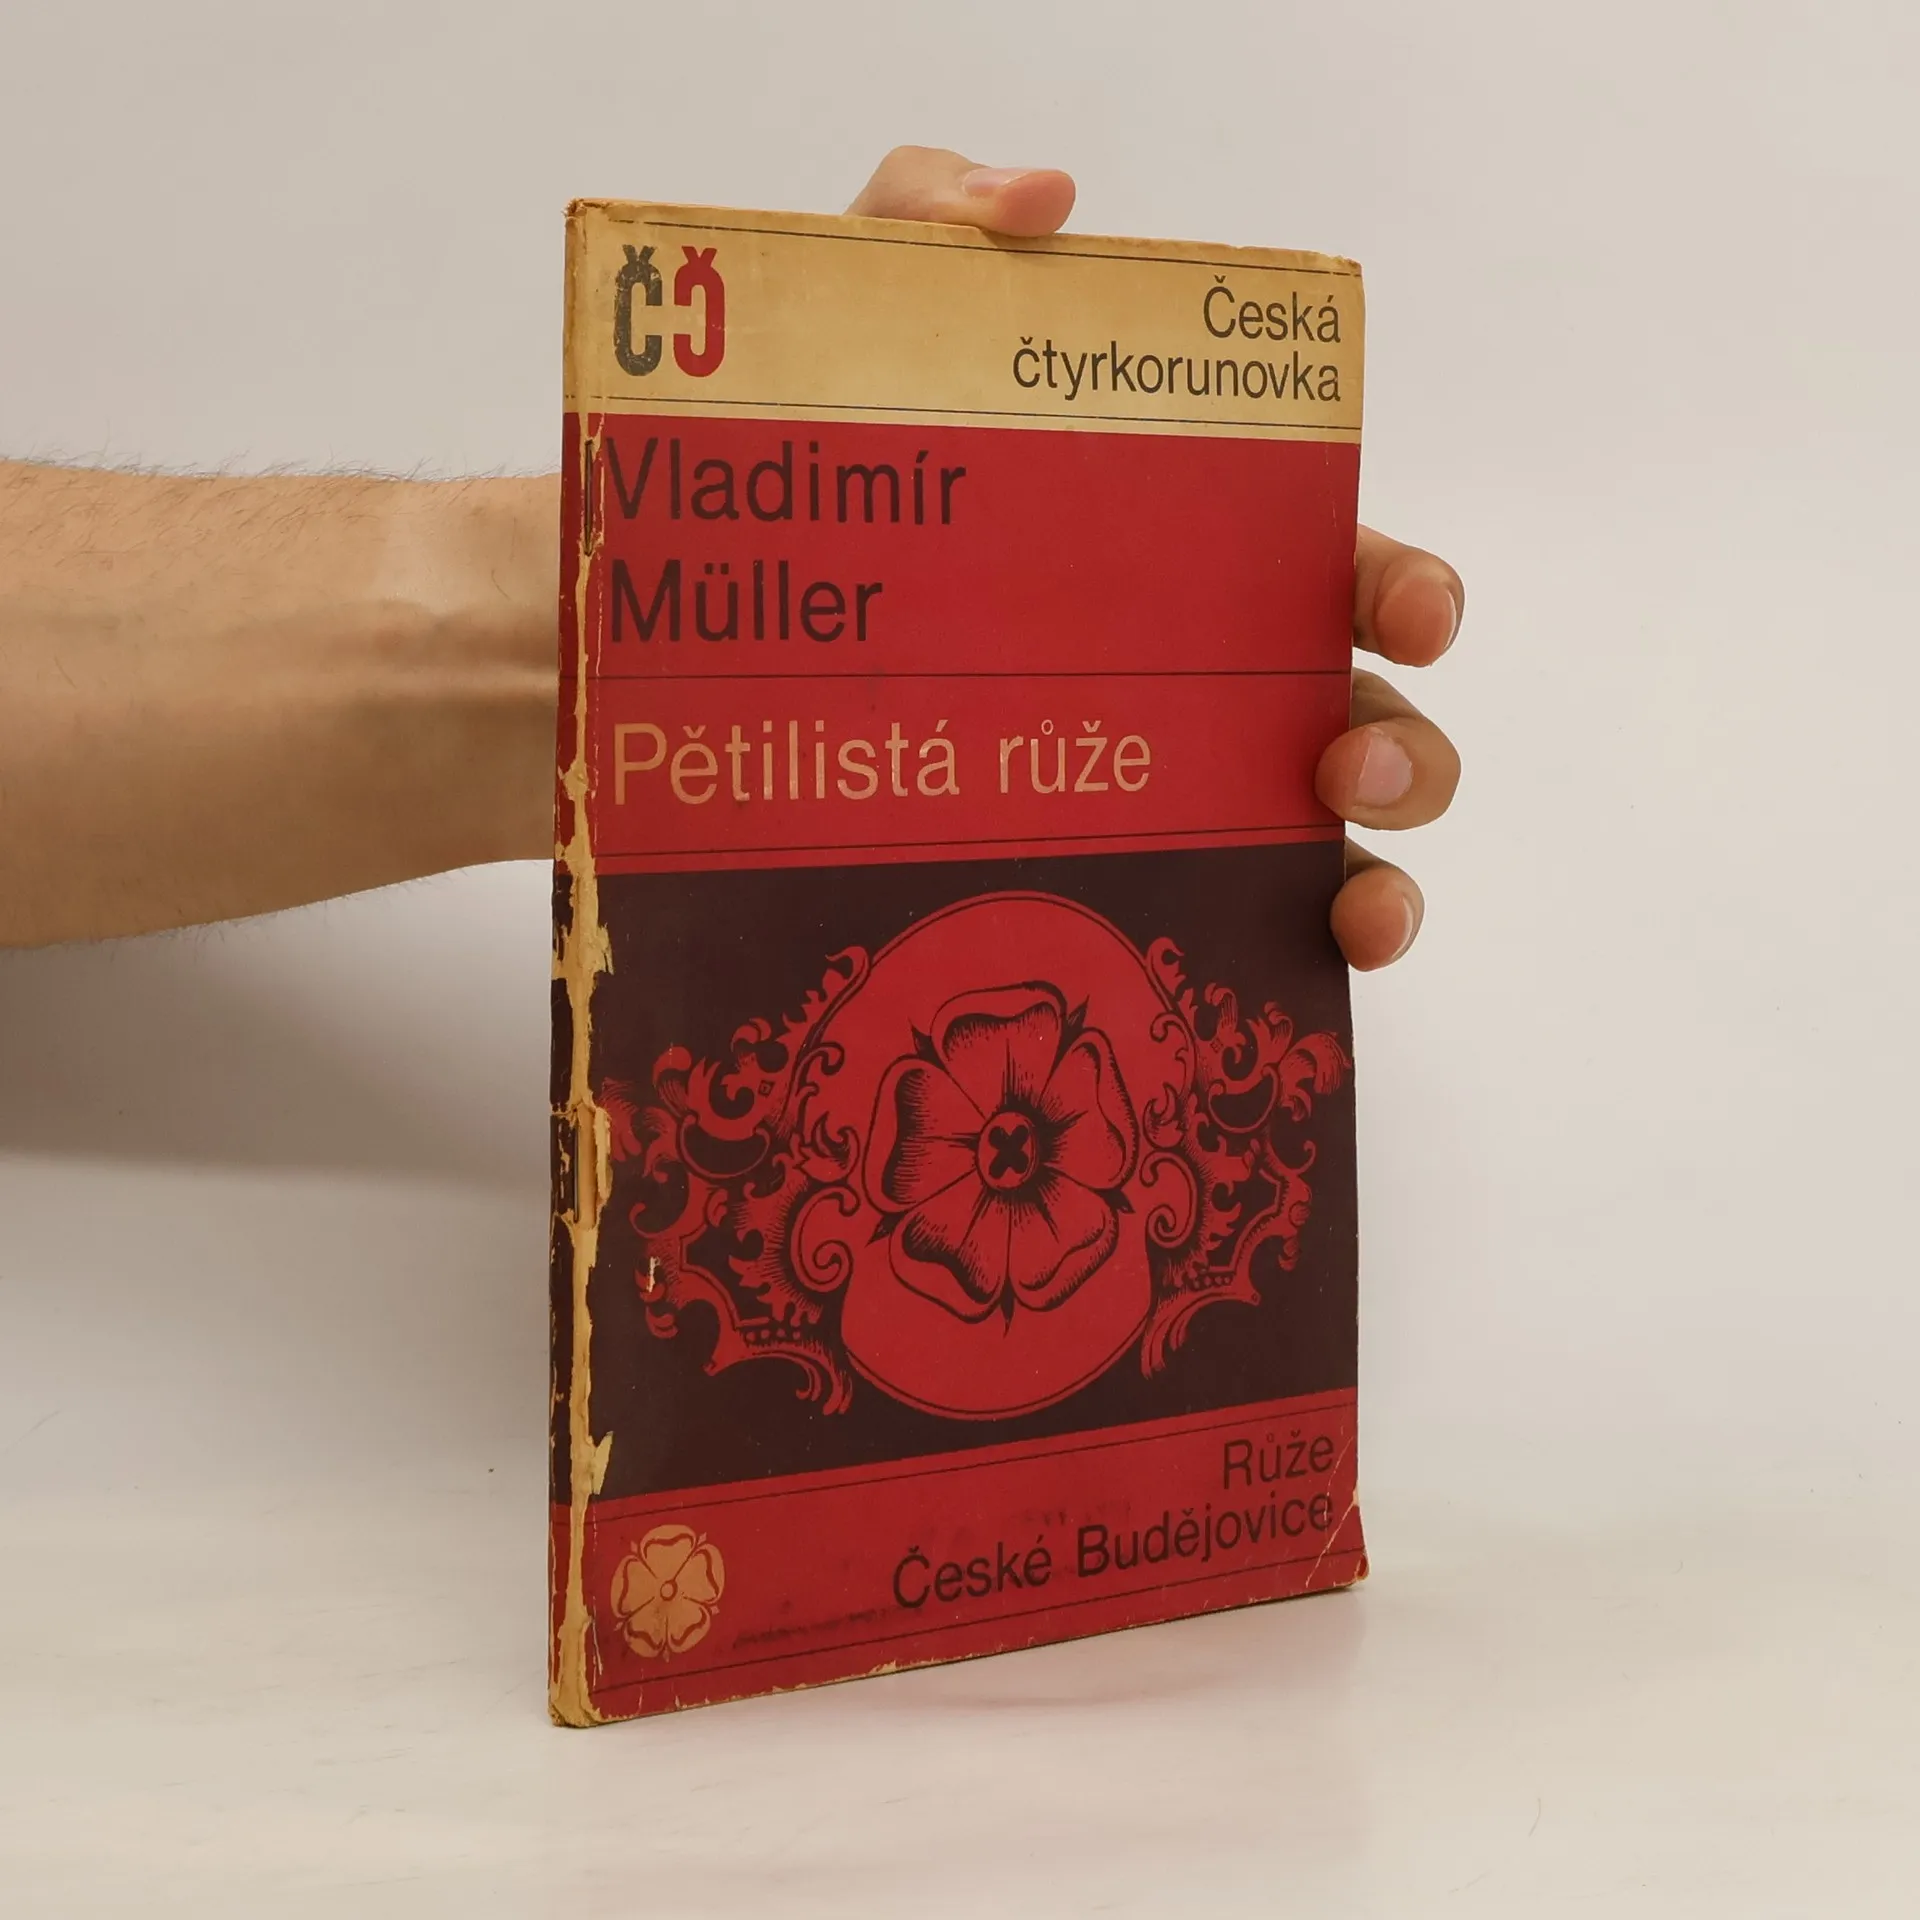 ČČ
Česká
čtyrkorunovka
Vladimír
Müller
Pětilistá růže
Růže
České Budějovice